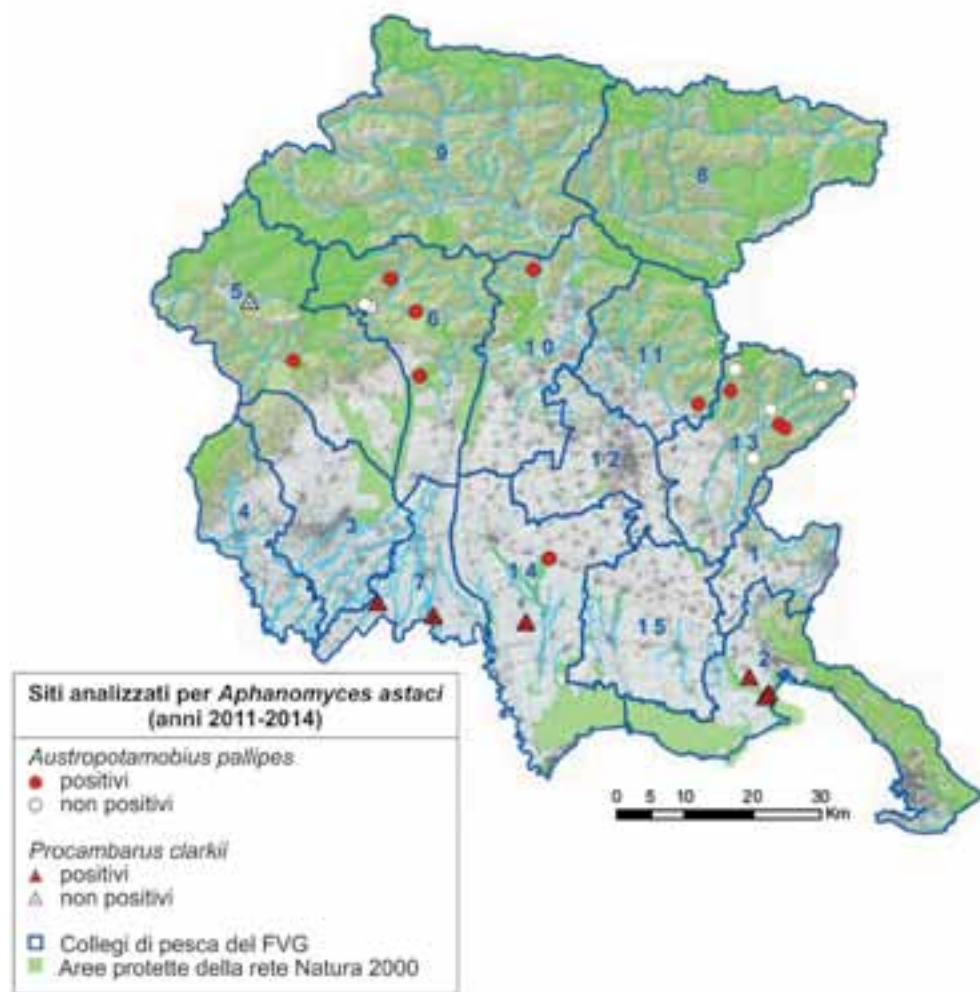 9
8
5
6
10
11
13
12
4
3
1
7
14
15
2
Siti analizzati per Aphanomyces astaci
(anni 2011-2014)
Austropotamobius pallipes
positivi
non positivi
Procambarus clarkii
positivi
non positivi
Collegi di pesca del FVG
Aree protette della rete Natura 2000
0 5 10 20 30
Km